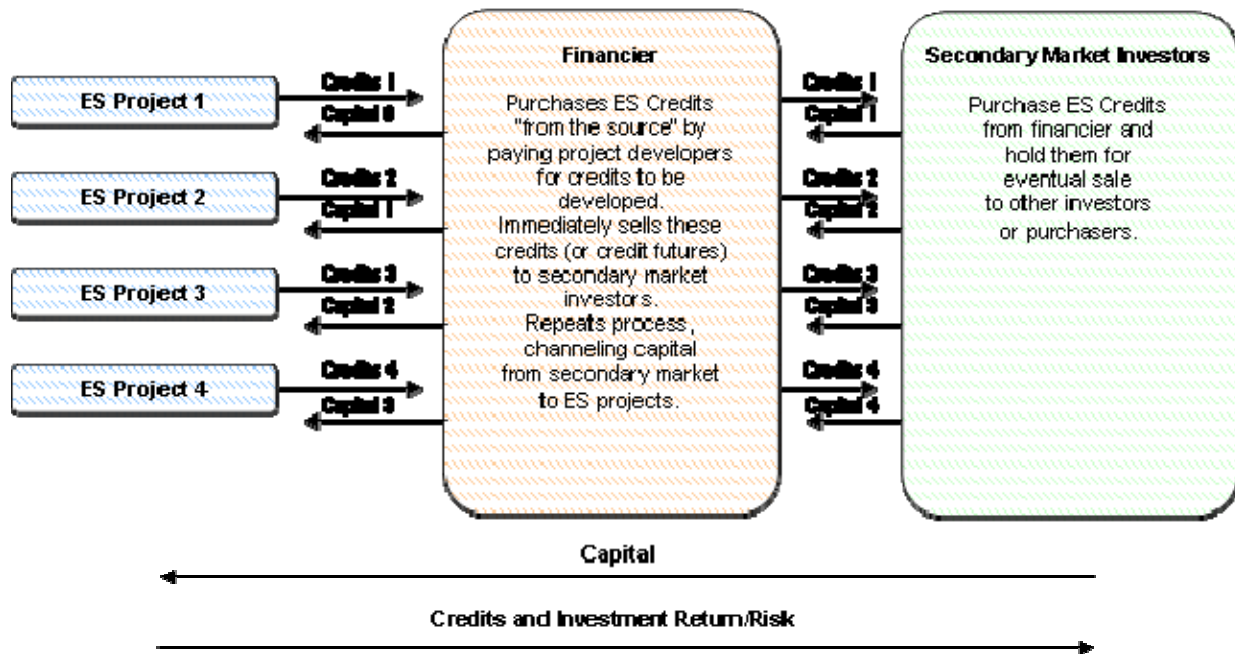 Financier
Secondary Market Investors
ES Project 1
Credits 1
Capital 0
ES Project 2
Credits 2
Capital 1
ES Project 3
Credits 3
Capital 2
ES Project 4
Credits 4
Capital 3
Purchases ES Credits
"from the source" by
paying project developers
for credits to be
developed.
Immediately sells these
credits (or credit futures)
to secondary market
investors.
Repeats process,
channeling capital
from secondary market
to ES projects.
Credits 1
Capital 1
Credits 2
Capital 2
Credits 3
Capital 3
Credits 4
Capital 4
Purchase ES Credits
from financier and
hold them for
eventual sale
to other investors
or purchasers.
Capital
Credits and Investment Return/Risk